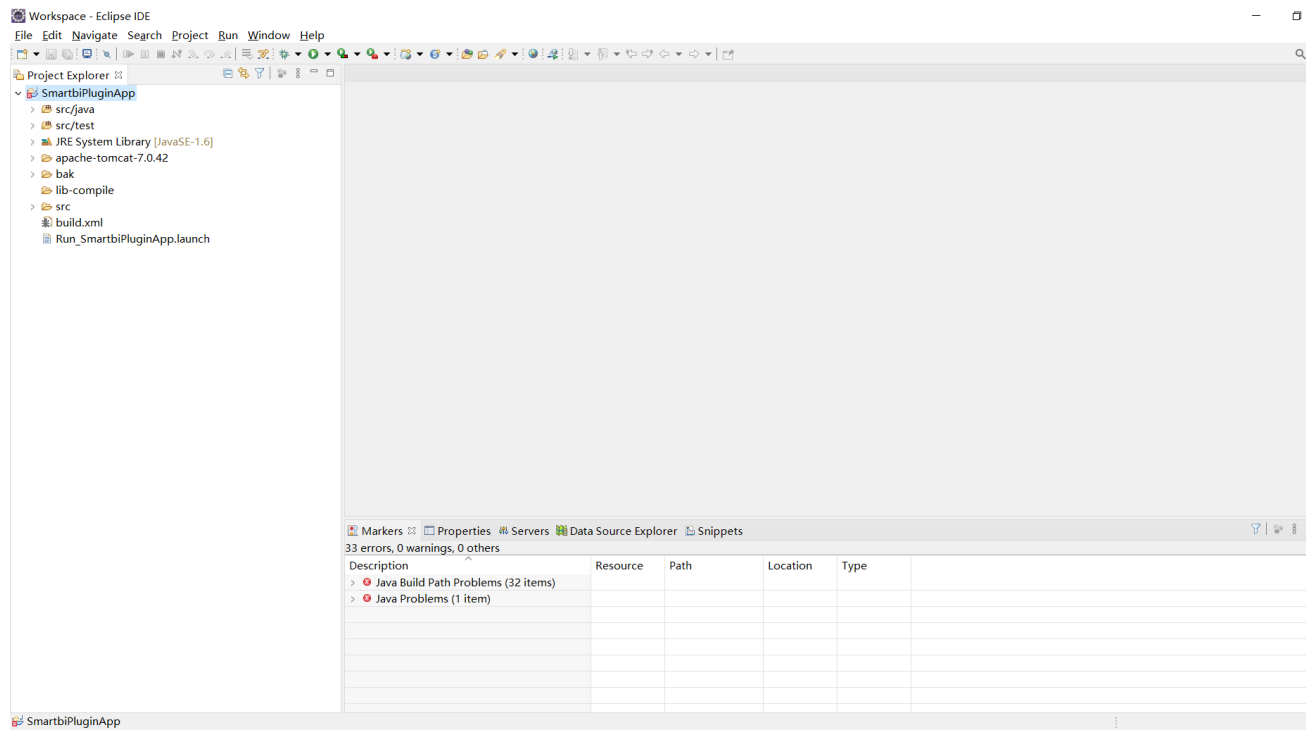 Workspace - Eclipse IDE
File Edit Navigate Search Project Run Window Help
Project Explorer
SmartbiPluginApp
src/java
src/test
JRE System Library [JavaSE-1.6]
apache-tomcat-7.0.42
bak
lib-compile
src
build.xml
Run_SmartbiPluginApp.launch
Markers Properties Servers Data Source Explorer Snippets
33 errors, 0 warnings, 0 others
Description Resource Path Location Type
Java Build Path Problems (32 items)
Java Problems (1 item)
SmartbiPluginApp